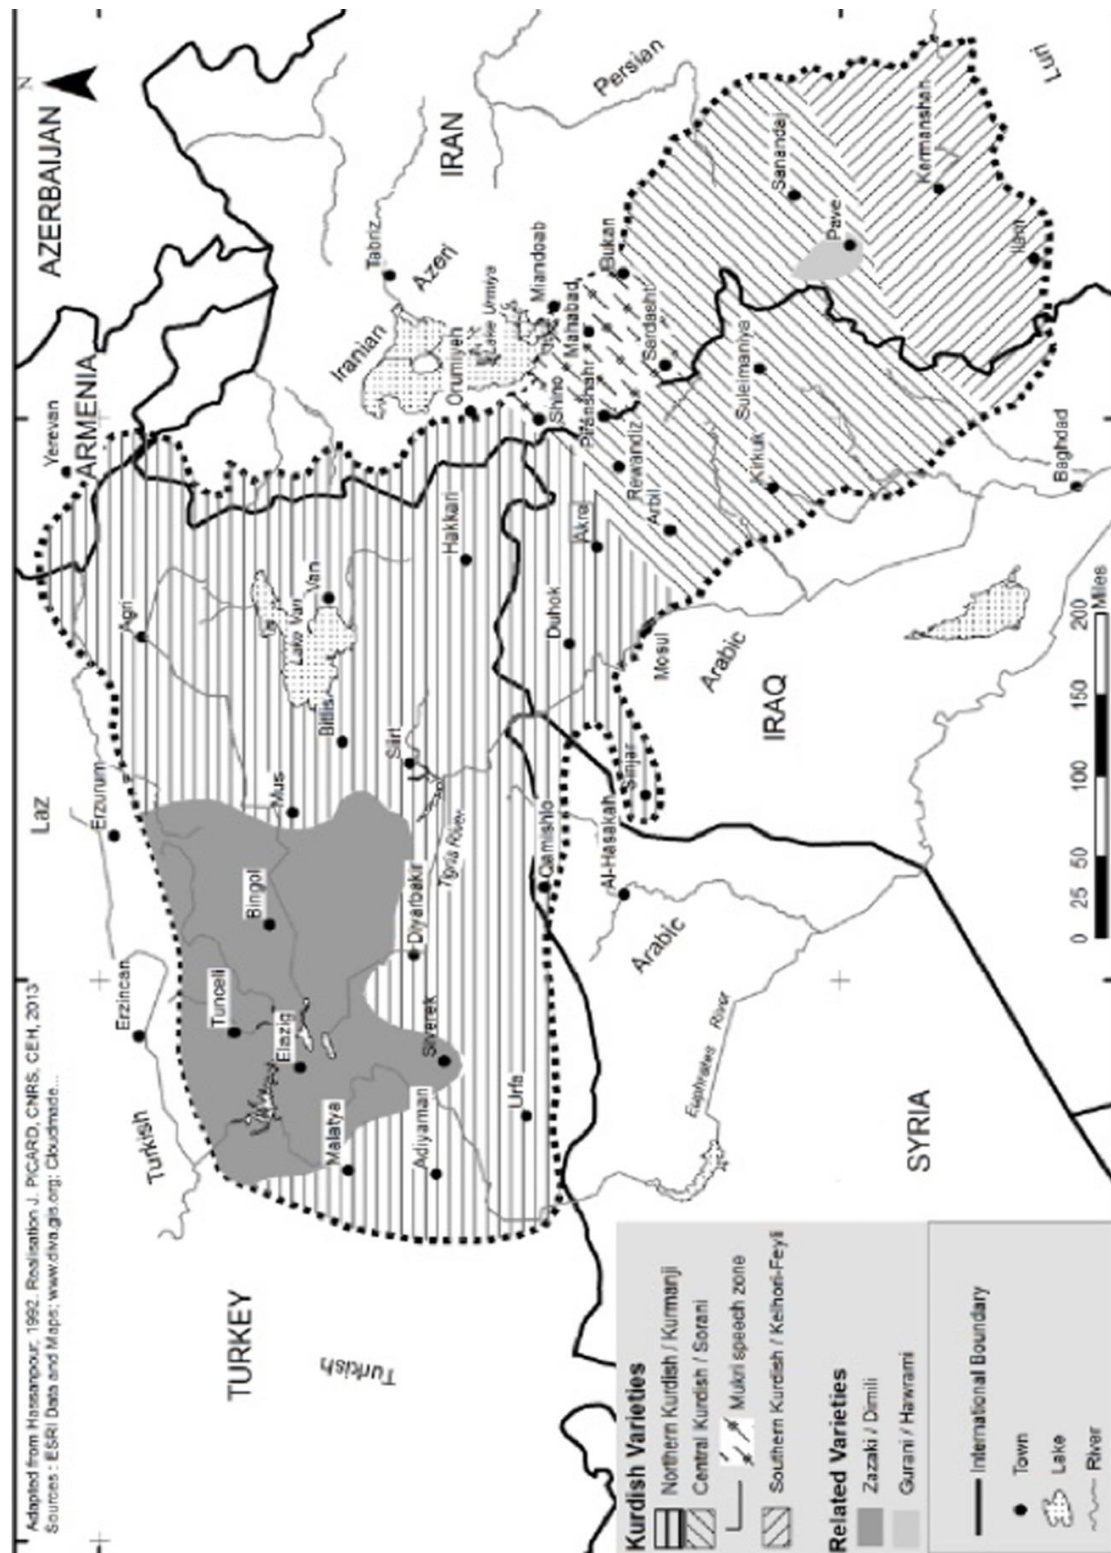 Adapted from Hassanpour, 1992. Realisation J. PICARD, CNRS, CEH, 2013
Sources : ESRI Data and Maps; www.diva.gis.org; Cloudmade...
N
Laz
ARMENIA
AZERBAIJAN
Yerevan
Erzincan
Erzurum
Agri
Turkish
Tunceli
Bingol
Mus
Elazig
Malatya
Bitlis
Lake Van
Van
Tabriz
Azeri
Iranian
IRAN
Adiyaman
Siverek
Diyarbakir
Siirt
Tigris River
Hakkari
Orumiyeh
Lake Urmiya
TURKEY
Turkish
Urfa
Qamishlo
Duhok
Akre
Shino
Miandoab
Mahabad
Piranshahr
Bukan
Persian
Al-Hasakah
Sinjar
Mosul
Arbil
Rewandiz
Sardasht
Arabic
Arabic
Euphrates River
Kirkuk
Suleimaniya
Sanandaj
Pave
IRAQ
SYRIA
Kermanshah
Ilam
Luri
Baghdad
0 25 50 100 150 200
Miles
Kurdish Varieties
Northern Kurdish / Kurmanji
Central Kurdish / Sorani
Mukri speech zone
Southern Kurdish / Kelhori-Feyli
Related Varieties
Zazaki / Dimili
Gurani / Hawrami
International Boundary
Town
Lake
River